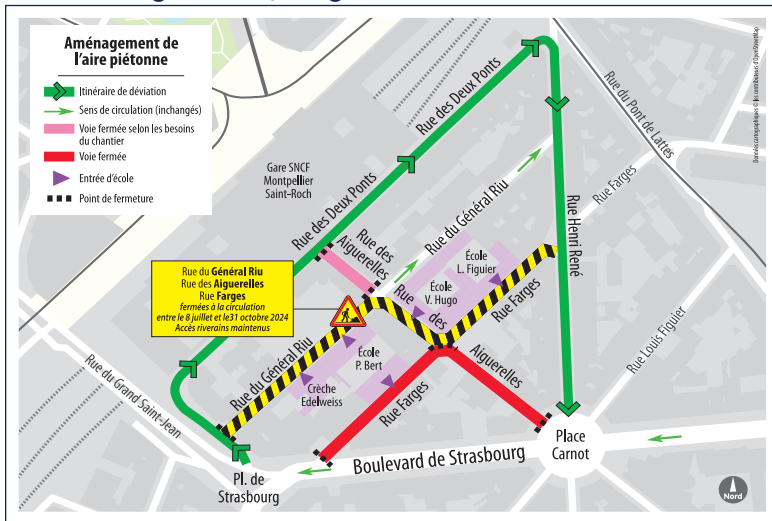 Aménagement de
l'aire piétonne
Itinéraire de déviation
Sens de circulation (inchangés)
Voie fermée selon les besoins
du chantier
Voie fermée
Entrée d'école
Point de fermeture
Gare SNCF
Montpellier
Saint-Roch
Rue des Deux Ponts
Rue des Deux Ponts
Rue du Pont de Lattes
Données cartographiques © les contributeurs d'OpenStreetMap
Rue Farges
Rue Henri René
Rue du Général Riu
Rue des
Aiguerelles
École
L. Figuier
École
V. Hugo
Rue des
Rue Farges
Rue du Général Riu
Rue des Aiguerelles
Rue Farges
fermées à la circulation
entre le 8 juillet et le31 octobre 2024
Accès riverains maintenus
Rue du Général Riu
École
P. Bert
Crèche
Edelweiss
Rue Farges
Aiguerelles
Rue Louis Figuier
Rue du Grand Saint-Jean
Pl. de
Strasbourg
Boulevard de Strasbourg
Place
Carnot
Nord